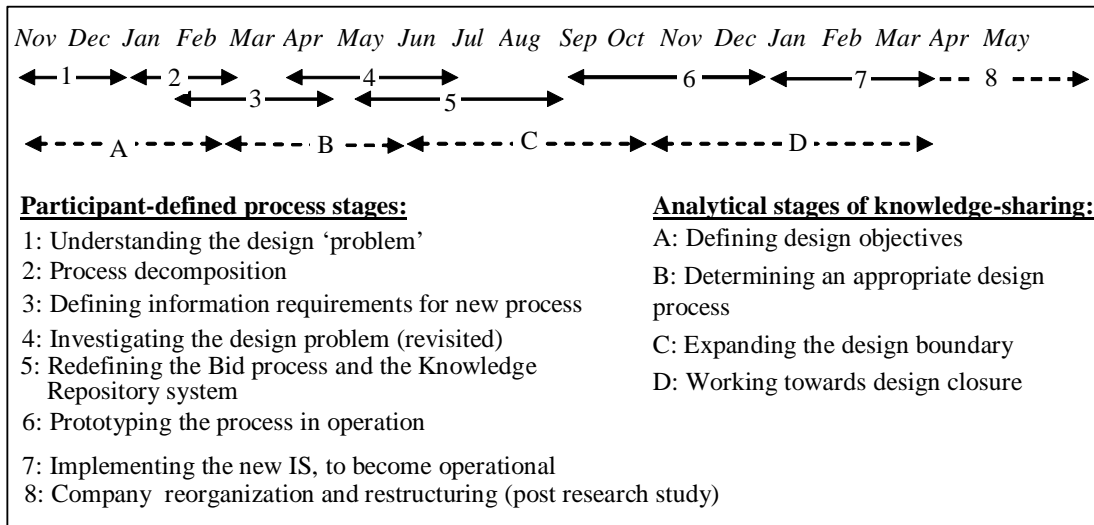 Nov Dec Jan Feb Mar Apr May Jun Jul Aug Sep Oct Nov Dec Jan Feb Mar Apr May
1 2 4 6 7 8
3 5
A B C D
Participant-defined process stages:
1: Understanding the design ‘problem’
2: Process decomposition
3: Defining information requirements for new process
4: Investigating the design problem (revisited)
5: Redefining the Bid process and the Knowledge
Repository system
6: Prototyping the process in operation
7: Implementing the new IS, to become operational
8: Company reorganization and restructuring (post research study)
Analytical stages of knowledge-sharing:
A: Defining design objectives
B: Determining an appropriate design
process
C: Expanding the design boundary
D: Working towards design closure